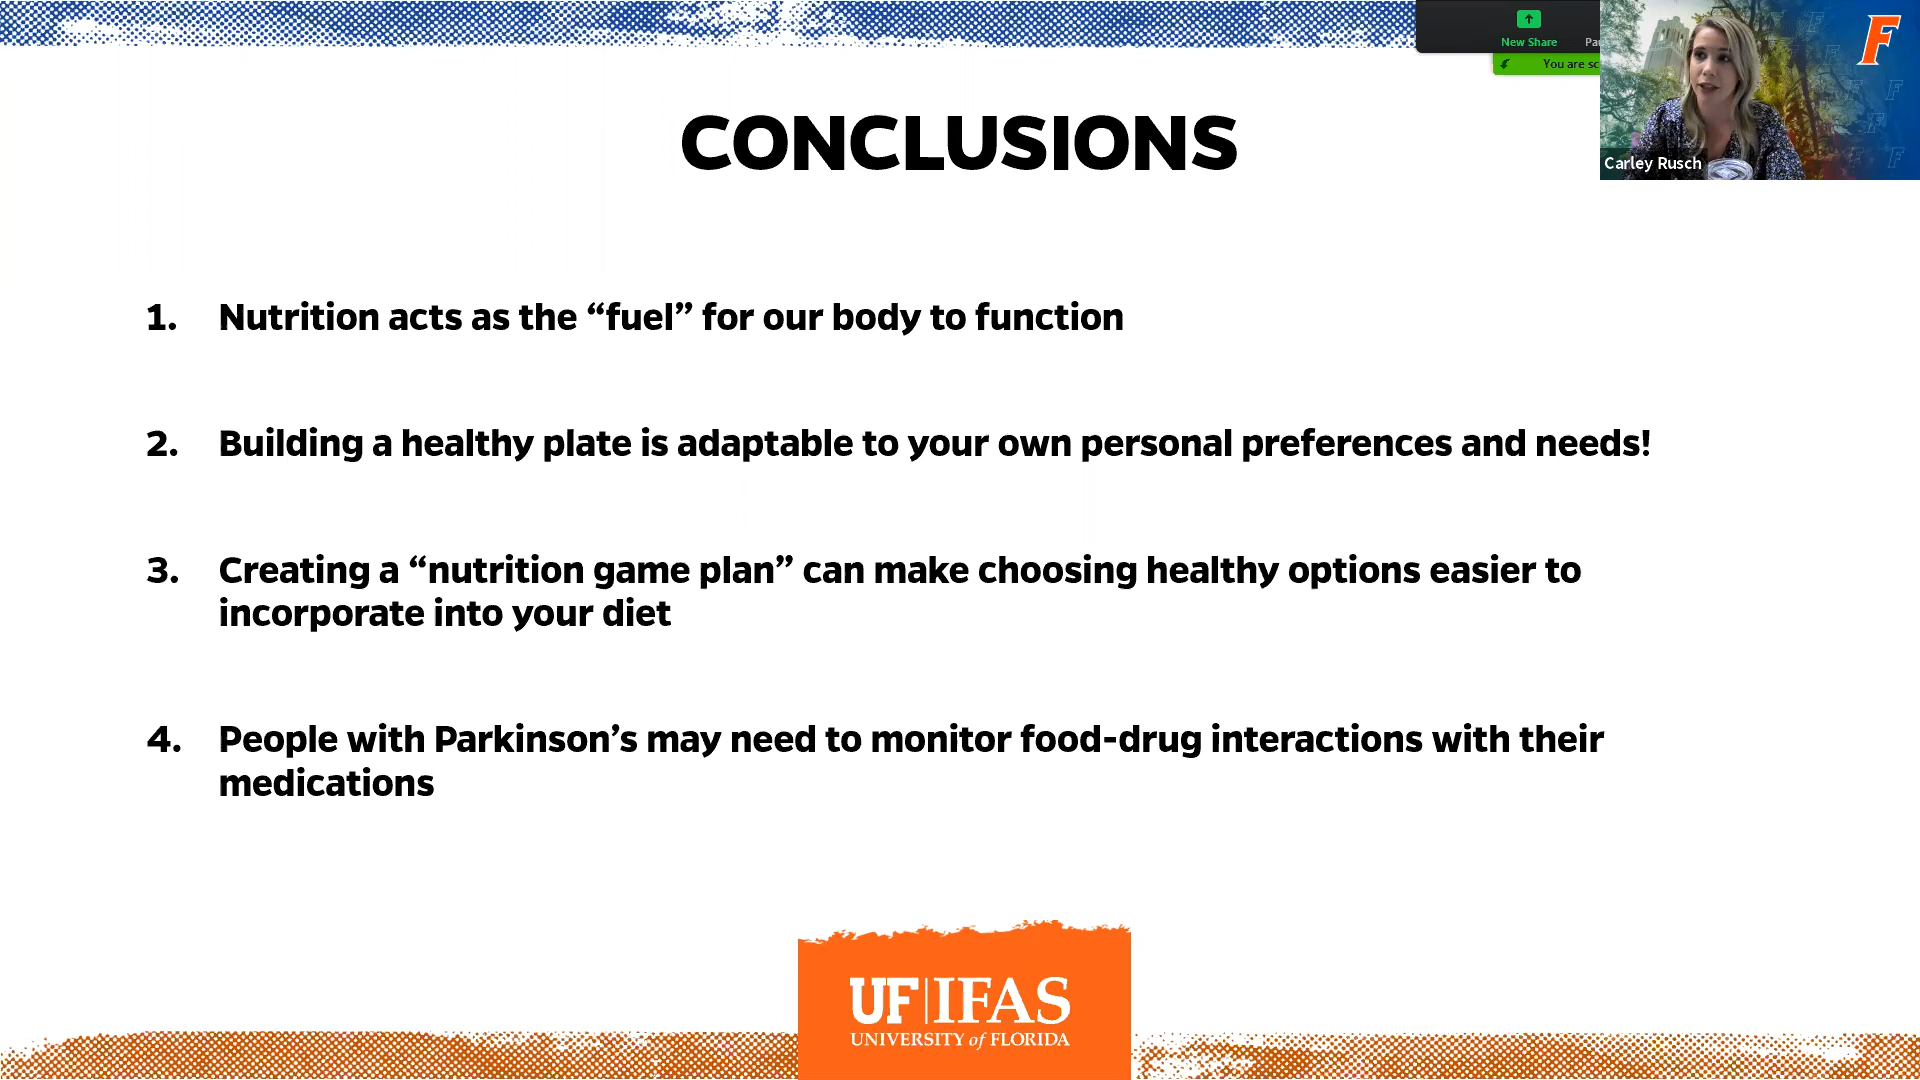 New Share
You are
CONCLUSIONS
F
Carley Rusch
1. Nutrition acts as the “fuel” for our body to function
2. Building a healthy plate is adaptable to your own personal preferences and needs!
3. Creating a “nutrition game plan” can make choosing healthy options easier to
incorporate into your diet
4. People with Parkinson’s may need to monitor food-drug interactions with their
medications
UF|IFAS
UNIVERSITY of FLORIDA